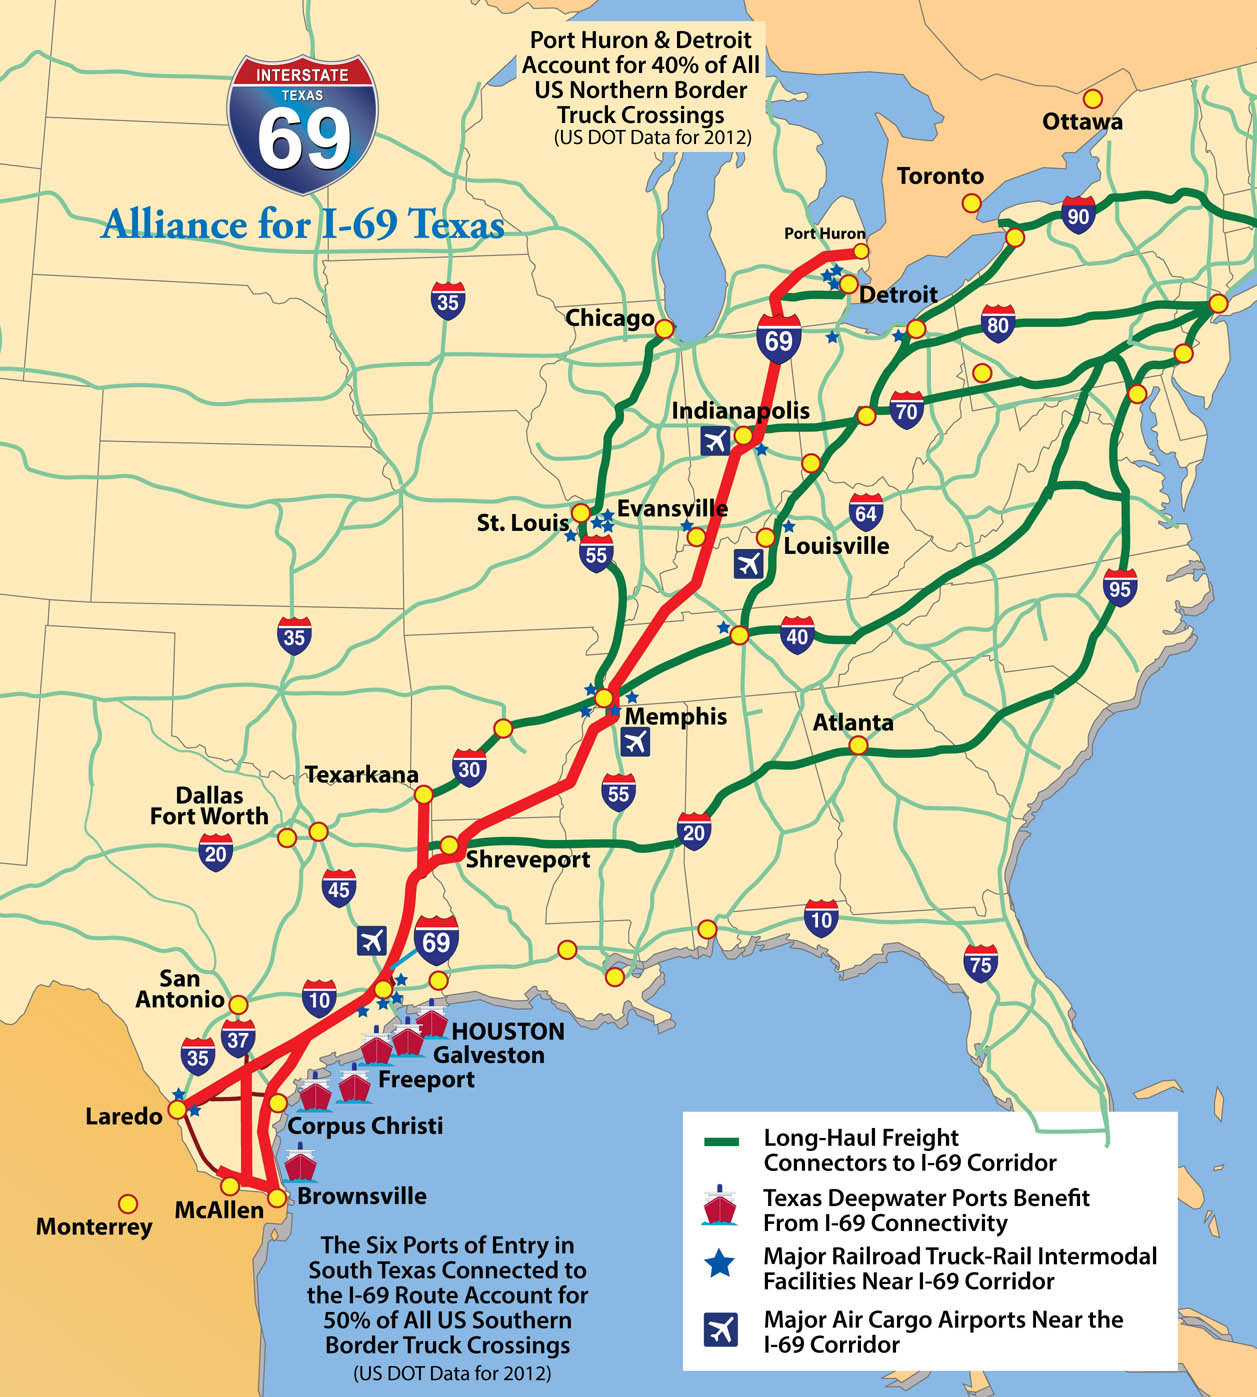 Port Huron & Detroit
Account for 40% of All
US Northern Border
Truck Crossings
(US DOT Data for 2012)
INTERSTATE
TEXAS
69
Alliance for I-69 Texas
Ottawa
Toronto
90
Port Huron
Detroit
35
Chicago
80
69
Indianapolis
70
St. Louis
Evansville
64
55
Louisville
95
35
40
Memphis
Atlanta
30
Texarkana
55
Dallas
Fort Worth
20
20
Shreveport
45
10
69
75
San
Antonio
10
37
35
HOUSTON
Galveston
Freeport
Laredo
Corpus Christi
Brownsville
McAllen
Monterrey
The Six Ports of Entry in
South Texas Connected to
the I-69 Route Account for
50% of All US Southern
Border Truck Crossings
(US DOT Data for 2012)
Long-Haul Freight
Connectors to I-69 Corridor
Texas Deepwater Ports Benefit
From I-69 Connectivity
Major Railroad Truck-Rail Intermodal
Facilities Near I-69 Corridor
Major Air Cargo Airports Near the
I-69 Corridor